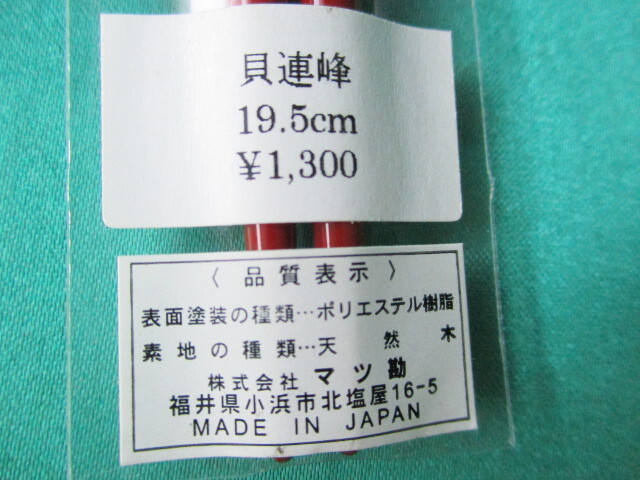 貝連峰
19.5cm
¥1,300
〈 品質表示 〉
表面塗装の種類…ポリエステル樹脂
素地の種類…天然木
株式会社 マツ勘
福井県小浜市北塩屋16-5
MADE IN JAPAN